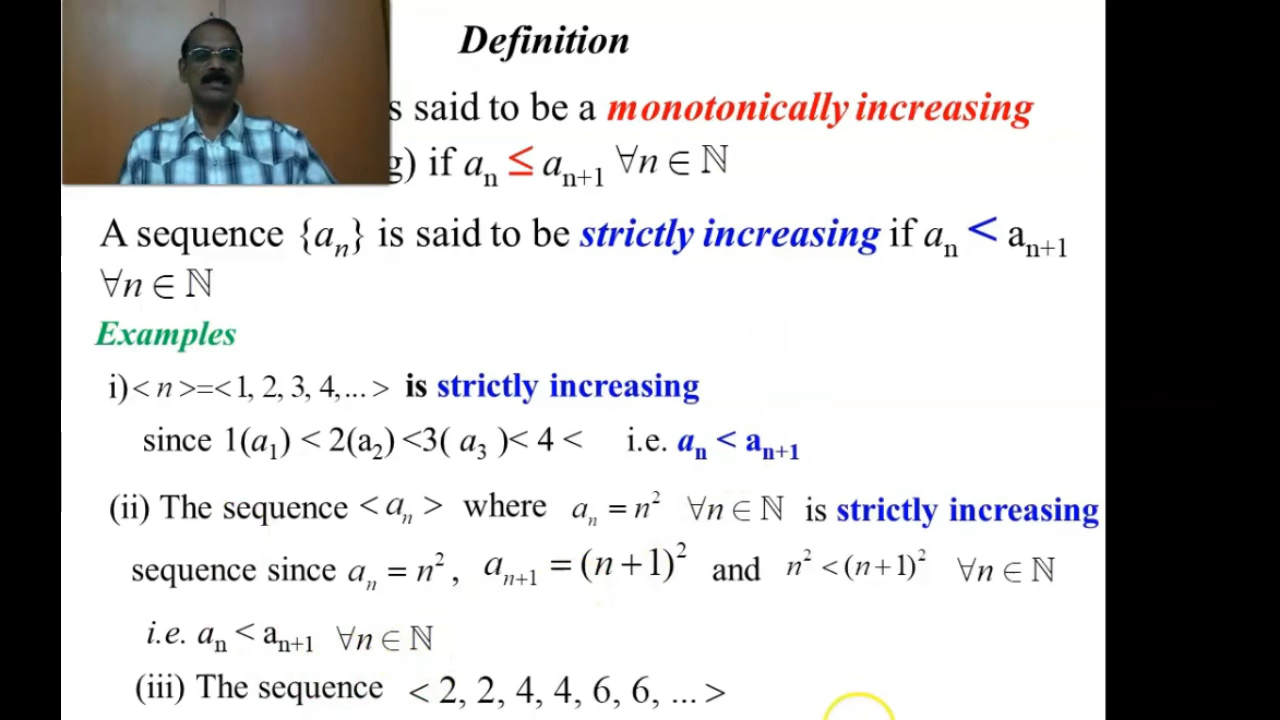 Definition
s said to be a monotonically increasing
g) if aₙ ≤ aₙ₊₁ ∀n ∈ ℕ
A sequence {aₙ} is said to be strictly increasing if aₙ < aₙ₊₁
∀n ∈ ℕ
Examples
i)< n >=< 1, 2, 3, 4,... > is strictly increasing
since 1(a₁) < 2(a₂) <3( a₃ )< 4 < i.e. aₙ < aₙ₊₁
(ii) The sequence < aₙ > where aₙ = n² ∀n ∈ ℕ is strictly increasing
sequence since aₙ = n², aₙ₊₁ = (n+1)² and n² < (n+1)² ∀n ∈ ℕ
i.e. aₙ < aₙ₊₁ ∀n ∈ ℕ
(iii) The sequence < 2, 2, 4, 4, 6, 6, ... >